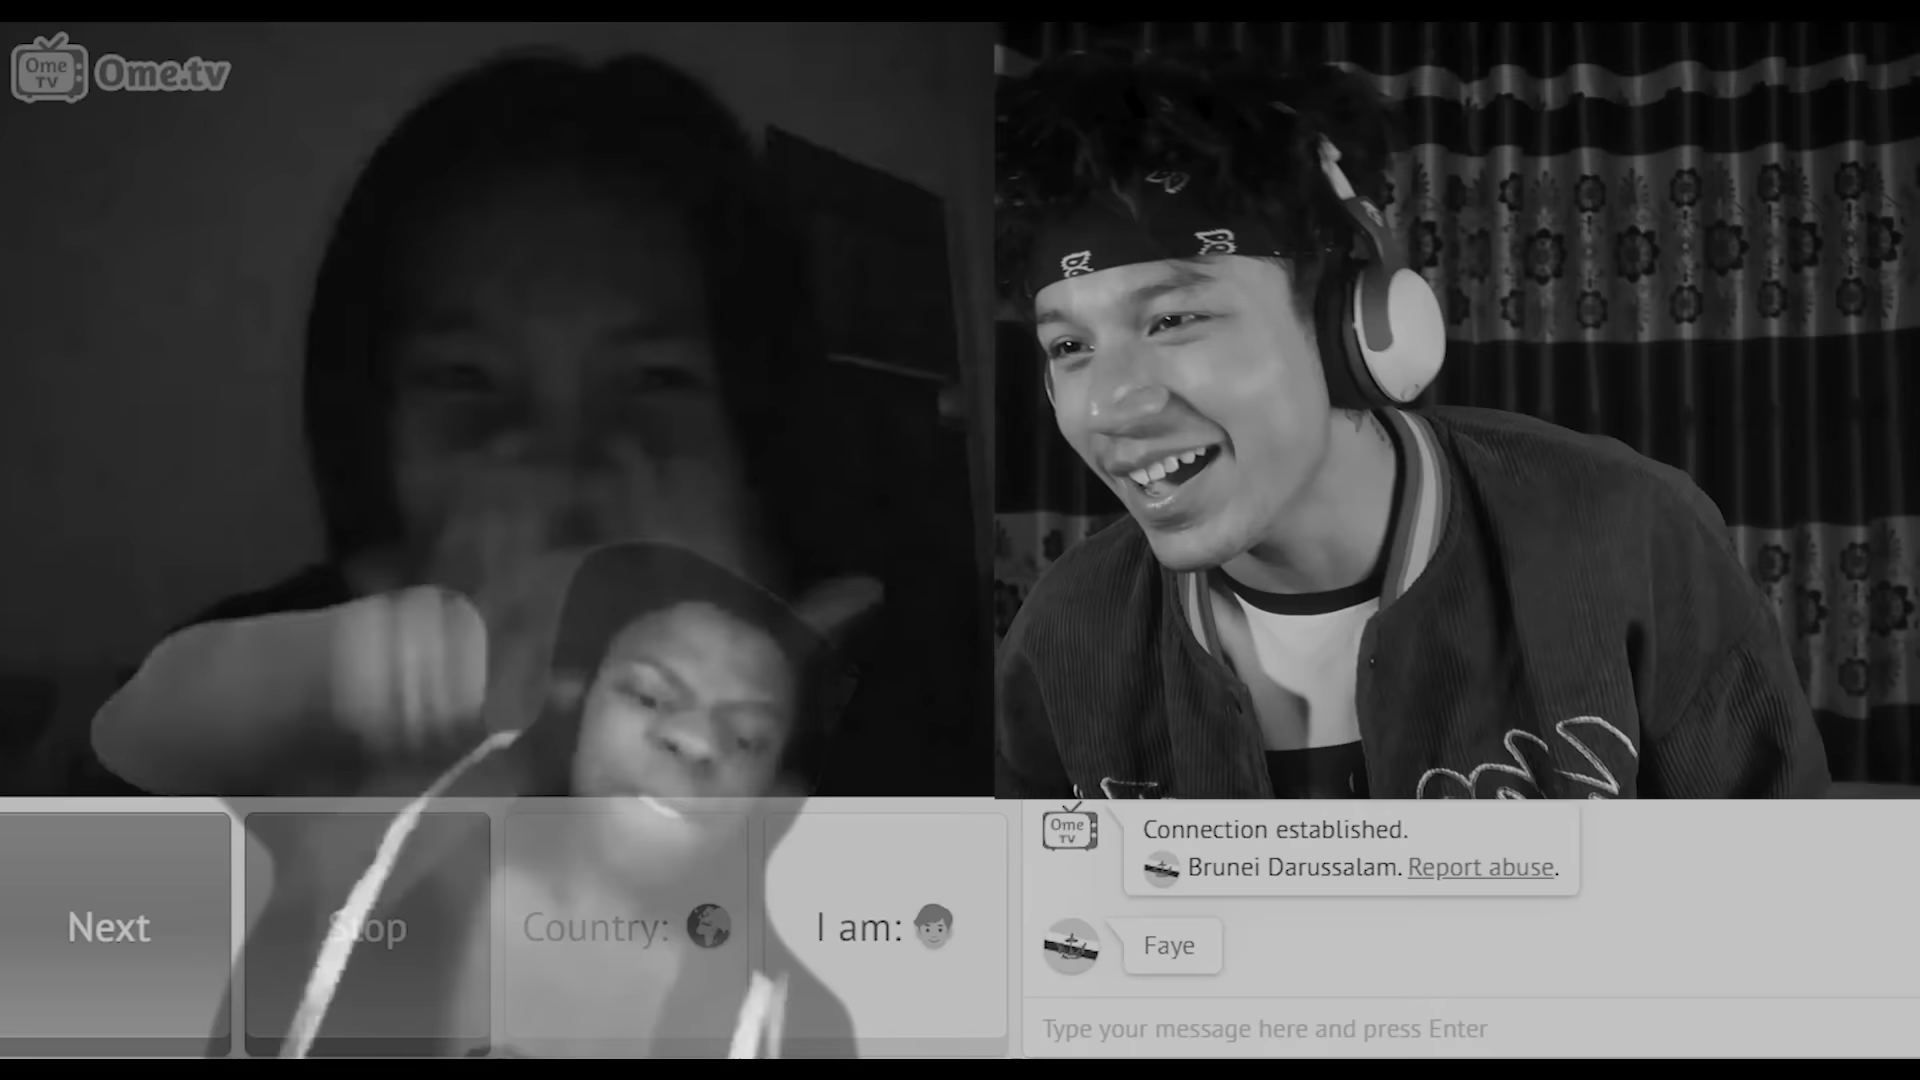 Ome
TV
Ome.tv
Next
Stop
Country:
I am:
Ome
TV
Connection established.
Brunei Darussalam. Report abuse.
Faye
Type your message here and press Enter